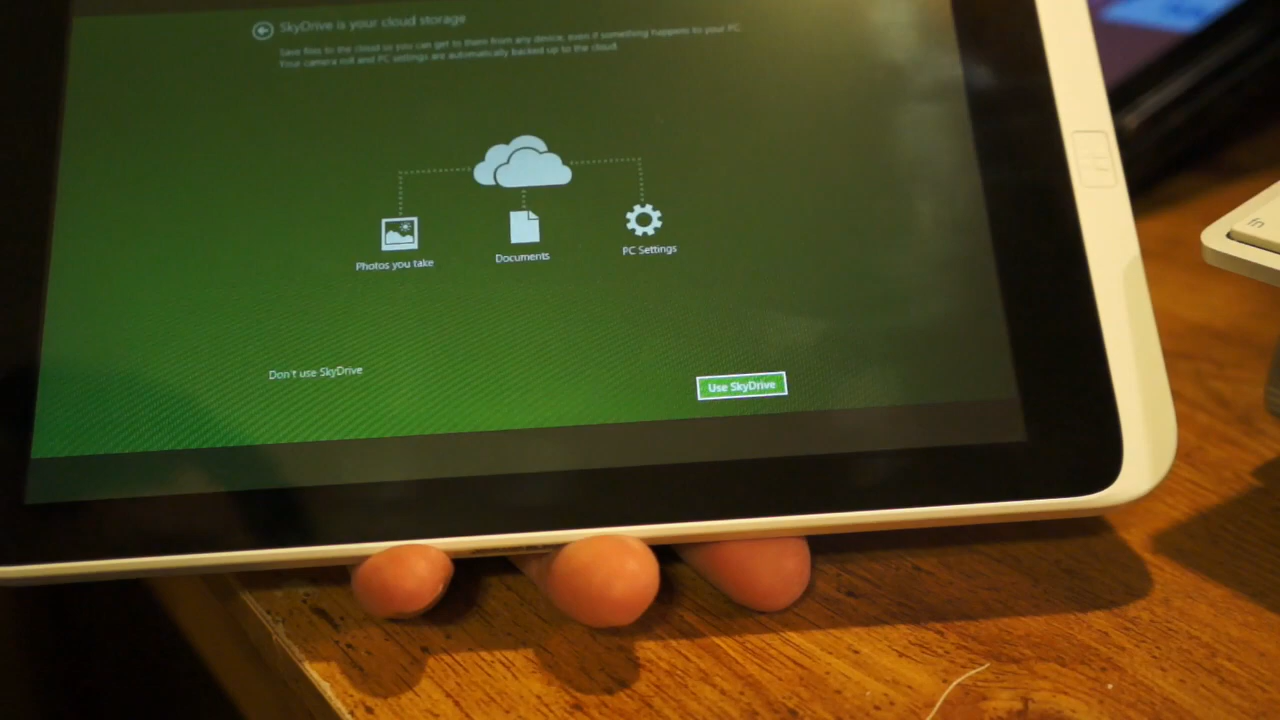 SkyDrive is your cloud storage
Save files to the cloud so you can get to them from any device, even if something happens to your PC.
Your camera roll and PC settings are automatically backed up to the cloud.
Photos you take
Documents
PC Settings
Don't use SkyDrive
Use SkyDrive
fn